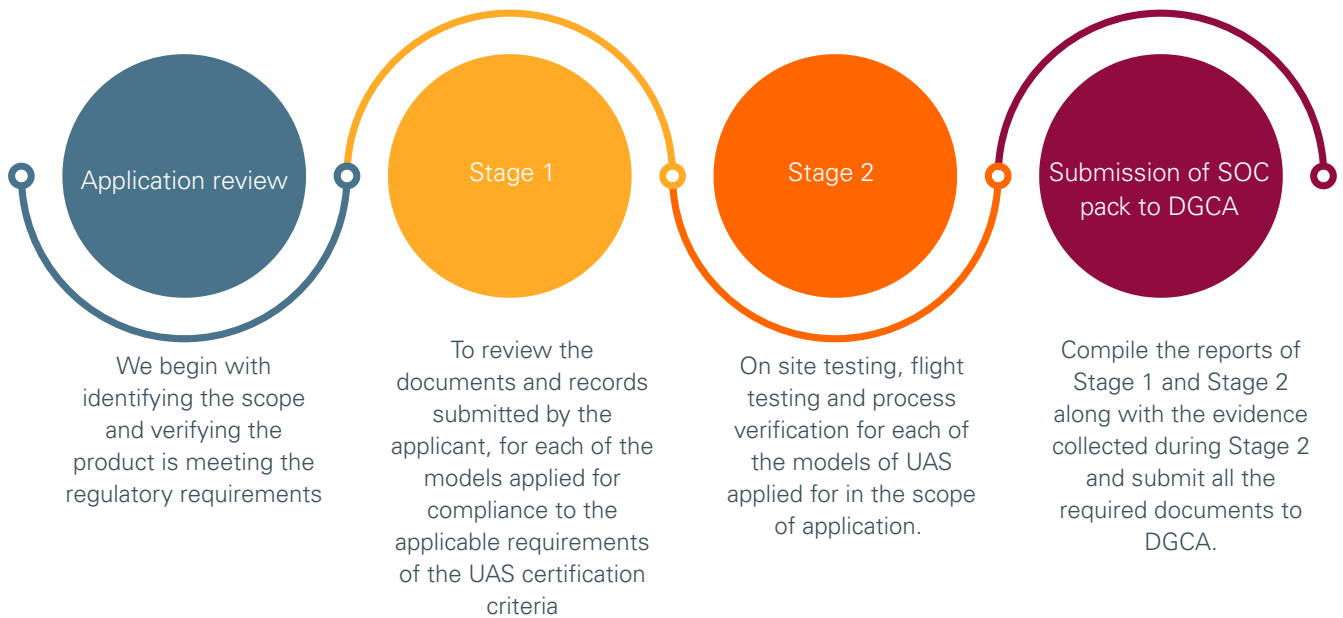 Application review
We begin with
identifying the scope
and verifying the
product is meeting the
regulatory requirements
Stage 1
To review the
documents and records
submitted by the
applicant, for each of the
models applied for
compliance to the
applicable requirements
of the UAS certification
criteria
Stage 2
On site testing, flight
testing and process
verification for each of
the models of UAS
applied for in the scope
of application.
Submission of SOC
pack to DGCA
Compile the reports of
Stage 1 and Stage 2
along with the evidence
collected during Stage 2
and submit all the
required documents to
DGCA.